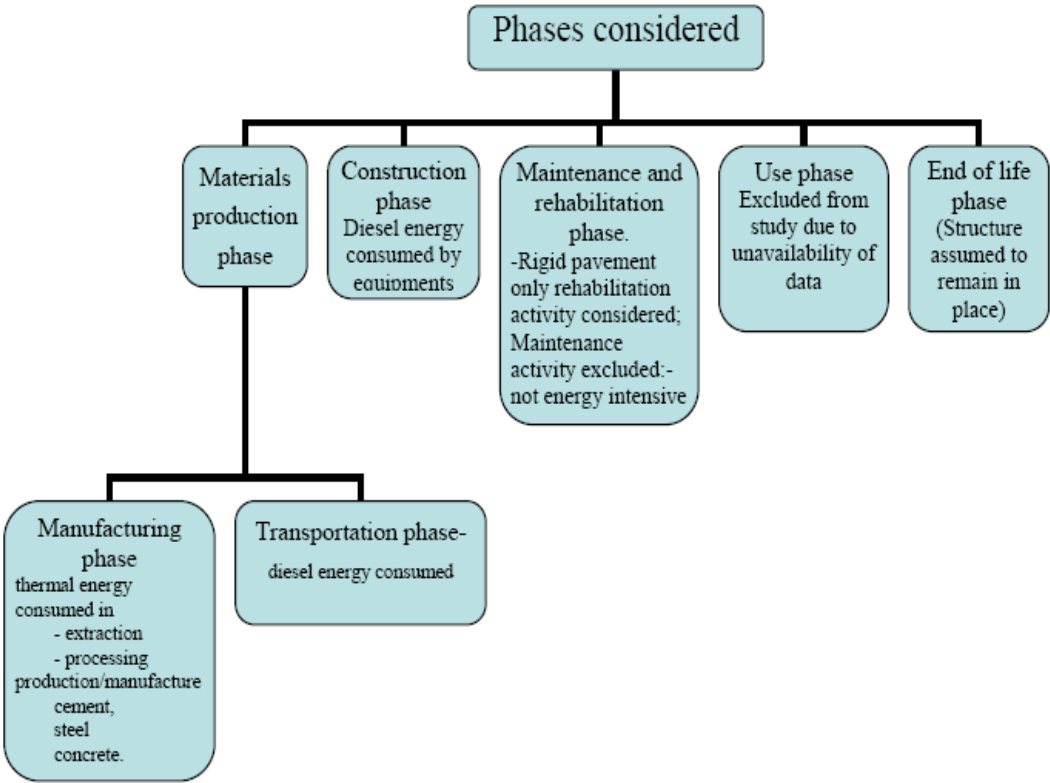 Phases considered
Materials
production
phase
Construction
phase
Diesel energy
consumed by
equipments
Maintenance and
rehabilitation
phase.
-Rigid pavement
only rehabilitation
activity considered;
Maintenance
activity excluded:-
not energy intensive
Use phase
Excluded from
study due to
unavailability of
data
End of life
phase
(Structure
assumed to
remain in
place)
Manufacturing
phase
thermal energy
consumed in
- extraction
- processing
production/manufacture
cement,
steel
concrete.
Transportation phase-
diesel energy consumed